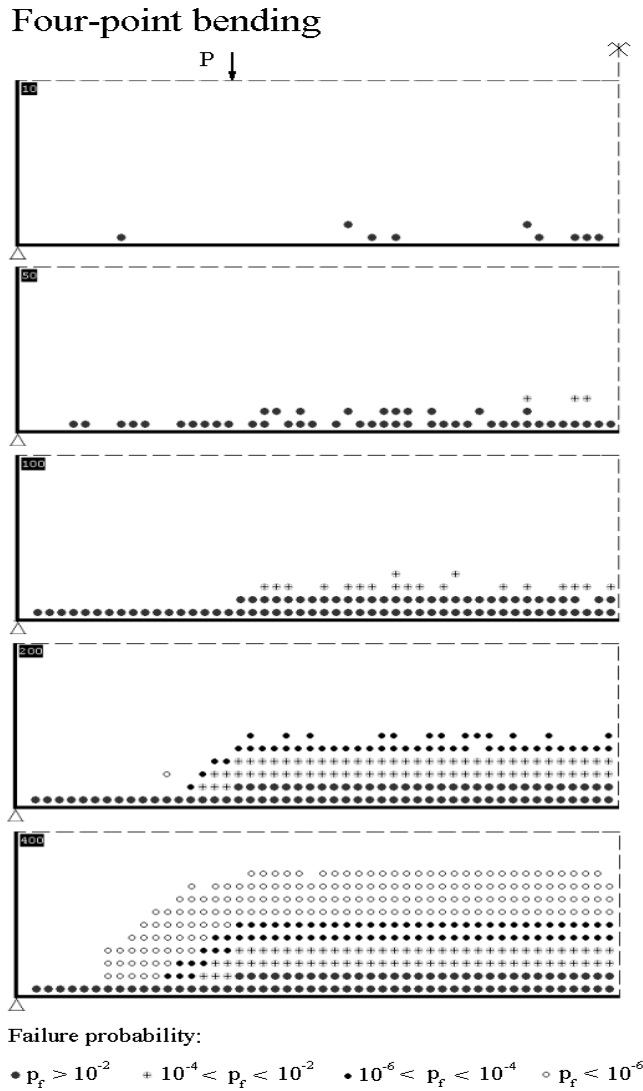 Four-point bending
P
10
50
100
200
400
Failure probability:
p_f > 10^-2 10^-4 < p_f < 10^-2 10^-6 < p_f < 10^-4 p_f < 10^-6